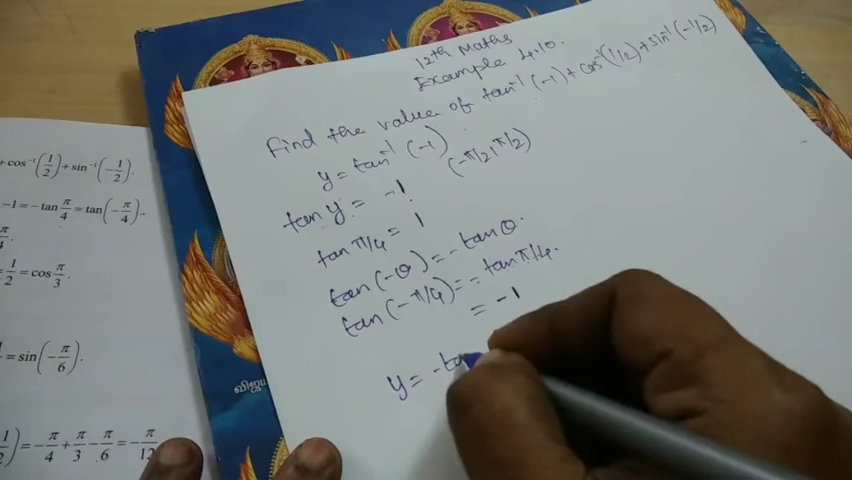 12th Maths
Example 4.10.
Find the value of tan⁻¹(-1)+cos⁻¹(1/2)+sin⁻¹(-1/2)
y = tan⁻¹(-1)
(-π/2, π/2)
tan y = -1.
tan π/4 = 1
tan(-θ) = -tan θ.
tan(-π/4) = -tan π/4.
= -1
y = -ta
+ cos⁻¹(1/2) + sin⁻¹(-1/2).
-1 = -tan π/4 = tan(-π/4).
π/4.
1/2 = cos π/3.
= sin(-π/6).
1/2) = -π/4 + π/3 - π/6 = -π/12
விஜய